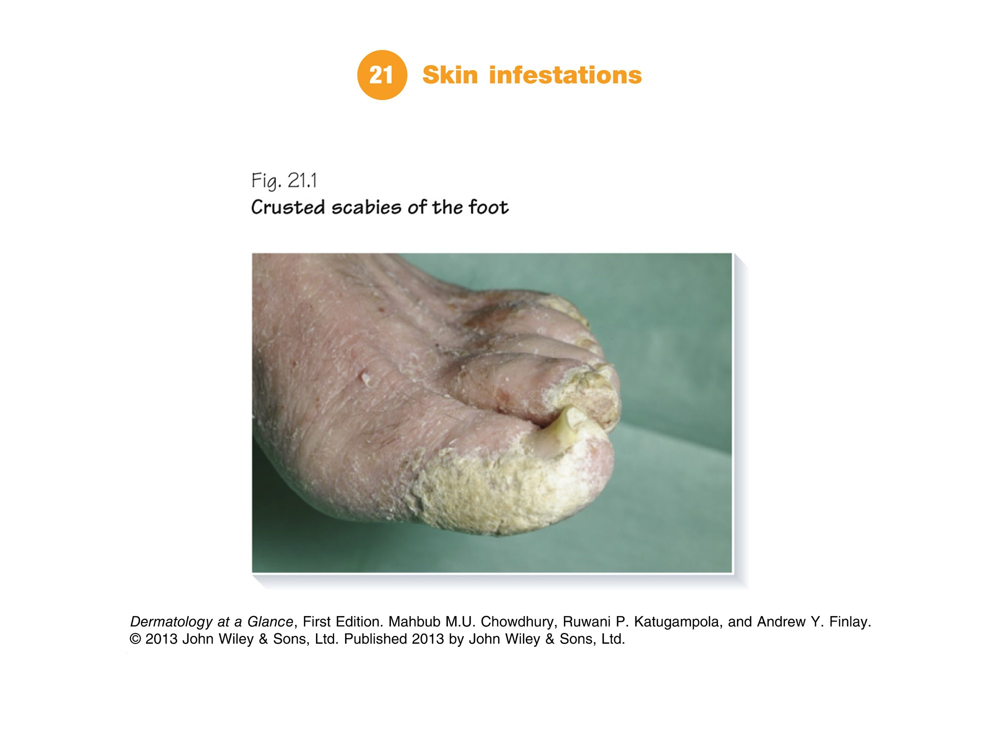 21 Skin infestations
Fig. 21.1
Crusted scabies of the foot
Dermatology at a Glance, First Edition. Mahbub M.U. Chowdhury, Ruwani P. Katugampola, and Andrew Y. Finlay.
© 2013 John Wiley & Sons, Ltd. Published 2013 by John Wiley & Sons, Ltd.